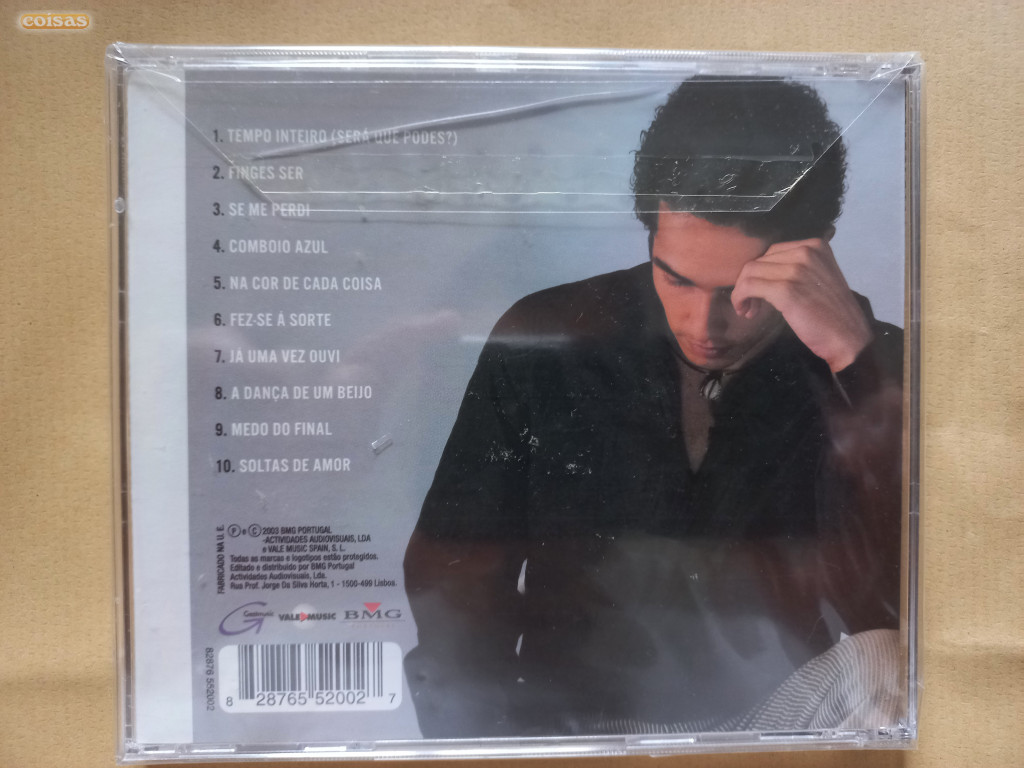 coisas
1. TEMPO INTEIRO (SERÁ QUE PODES?)
2. FINGES SER
3. SE ME PERDI
4. COMBOIO AZUL
5. NA COR DE CADA COISA
6. FEZ-SE À SORTE
7. JÁ UMA VEZ OUVI
8. A DANÇA DE UM BEIJO
9. MEDO DO FINAL
10. SOLTAS DE AMOR
FABRICADO NA U. E.
℗ e © 2003 BMG PORTUGAL
-ACTIVIDADES AUDIOVISUAIS, LDA
e VALE MUSIC SPAIN, S. L.
Todas as marcas e logotipos estão protegidos.
Editado e distribuido por BMG Portugal
Actividades Audiovisuais, Lda.
Rua Prof. Jorge Da Silva Horta, 1 - 1500-499 Lisboa.
VALE MUSIC
BMG
82876 552002
8 28765 52002 7